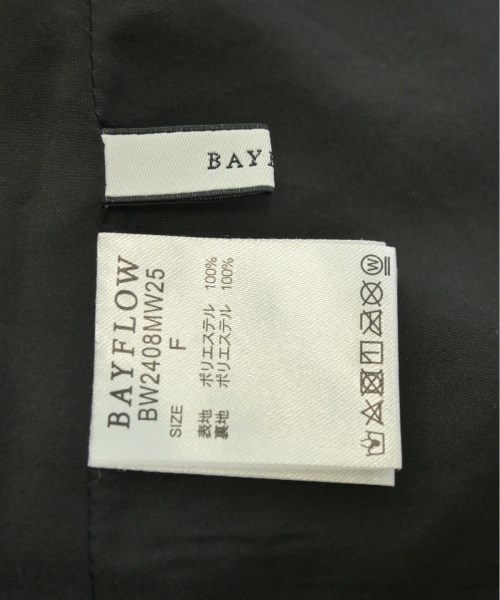 BAY
BAYFLOW
BW2408MW25
SIZE F
表地 ポリエステル 100%
裏地 ポリエステル 100%
W